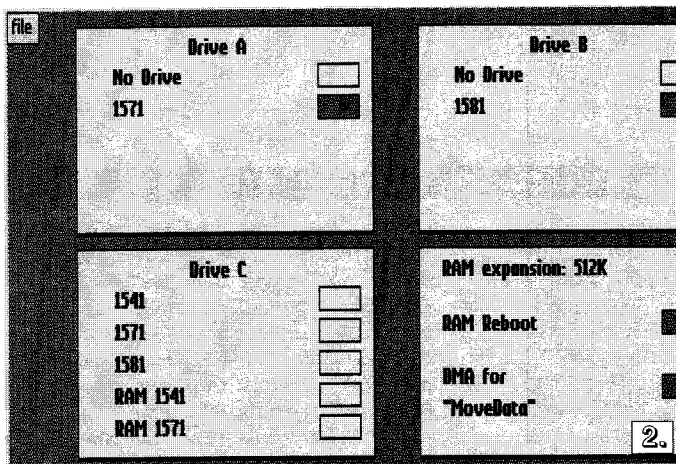 file
Drive A
No Drive
1571
Drive B
No Drive
1581
Drive C
1541
1571
1581
RAM 1541
RAM 1571
RAM expansion: 512K
RAM Reboot
DMA for
"MoveData"
2.